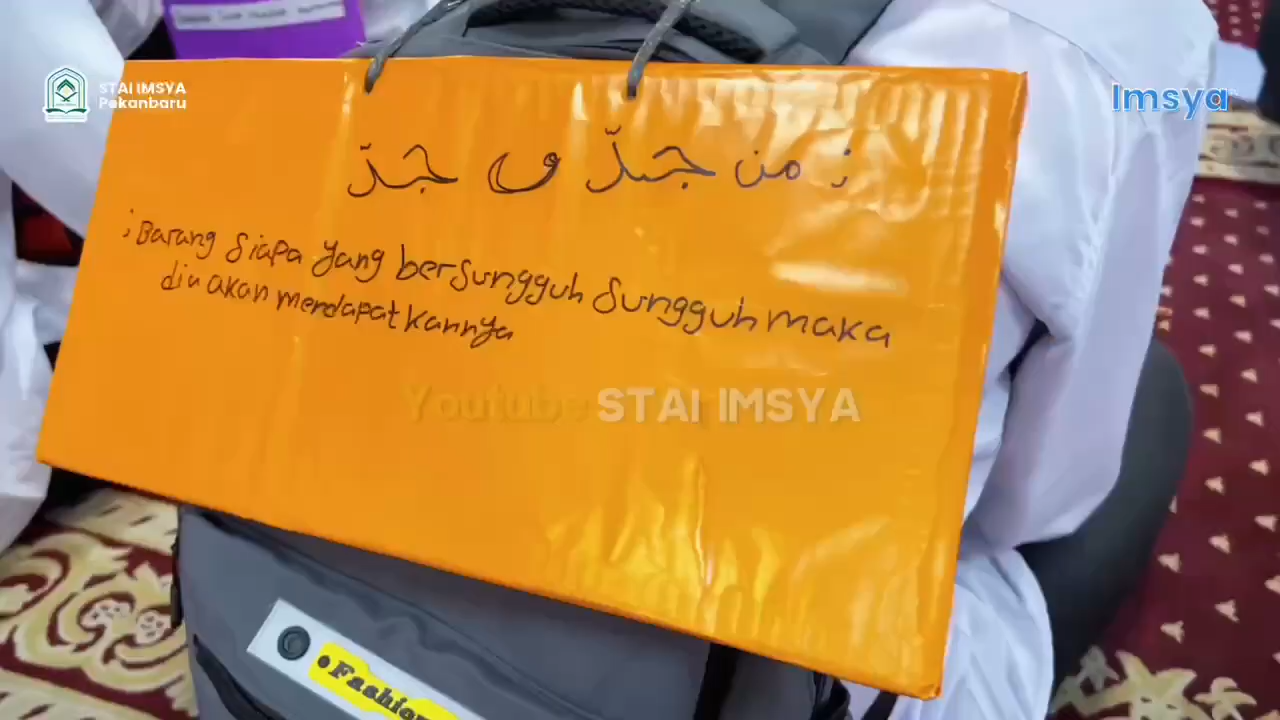 STAI IMSYA
Pekanbaru
Imsya
: من جدّ و جدّ
; Barang siapa yang bersungguh sungguh maka
dia akan mendapatkannya
Youtube STAI IMSYA
Fashion